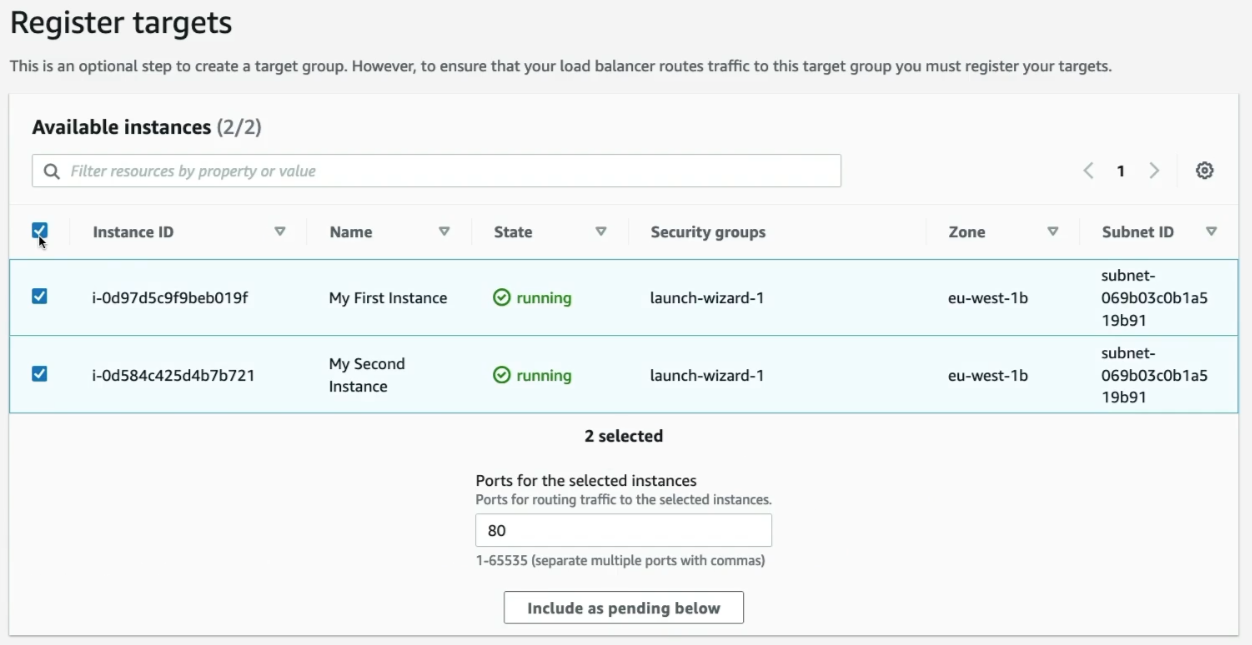 Register targets
This is an optional step to create a target group. However, to ensure that your load balancer routes traffic to this target group you must register your targets.
Available instances (2/2)
Filter resources by property or value
1
Instance ID Name State Security groups Zone Subnet ID
i-0d97d5c9f9beb019f My First Instance running launch-wizard-1 eu-west-1b subnet-
069b03c0b1a5
19b91
i-0d584c425d4b7b721 My Second
Instance running launch-wizard-1 eu-west-1b subnet-
069b03c0b1a5
19b91
2 selected
Ports for the selected instances
Ports for routing traffic to the selected instances.
80
1-65535 (separate multiple ports with commas)
Include as pending below